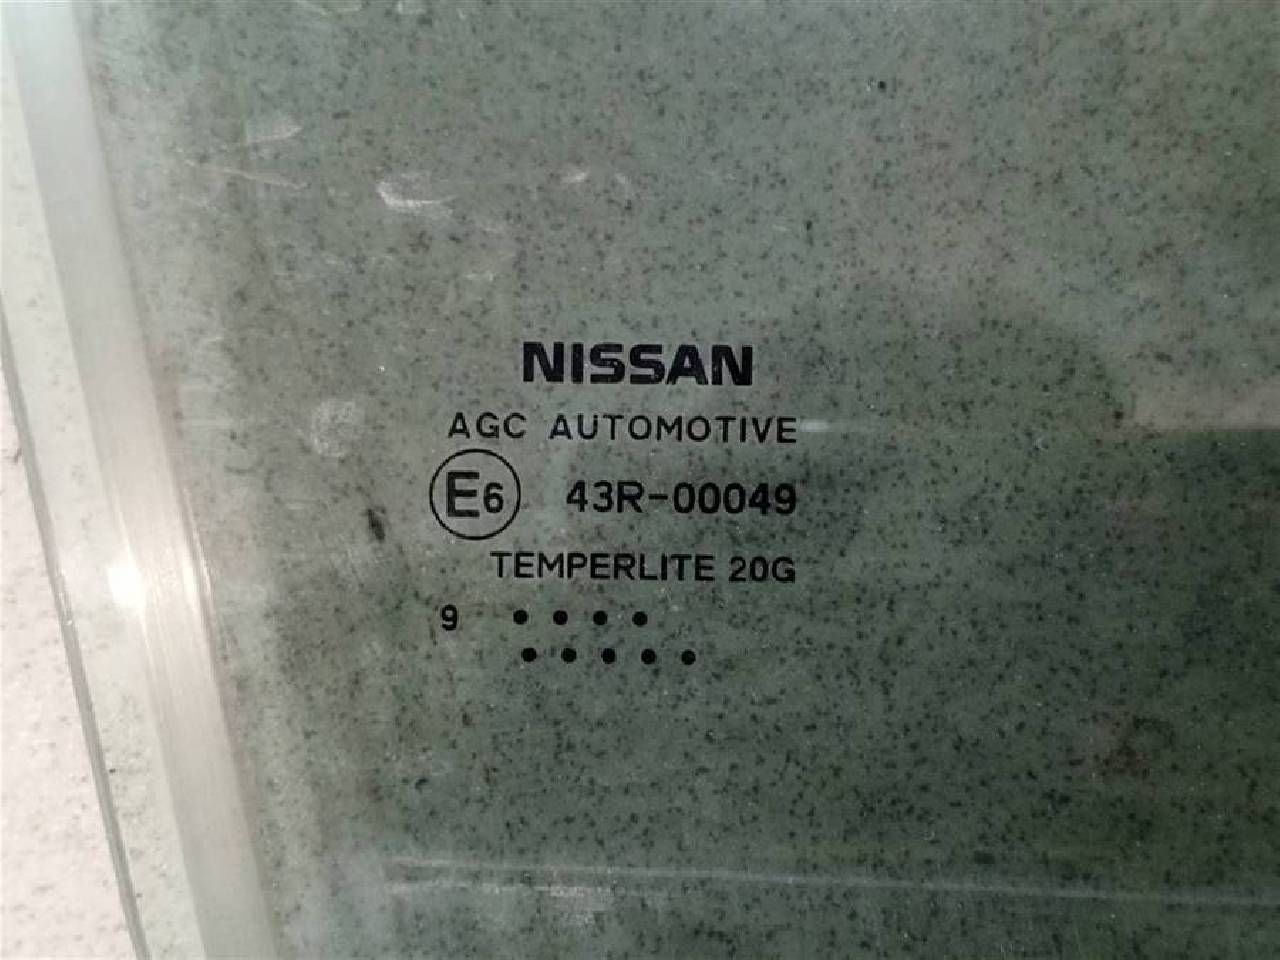 NISSAN
AGC AUTOMOTIVE
E6 43R-00049
TEMPERLITE 20G
9 ● ● ● ●
● ● ● ● ●